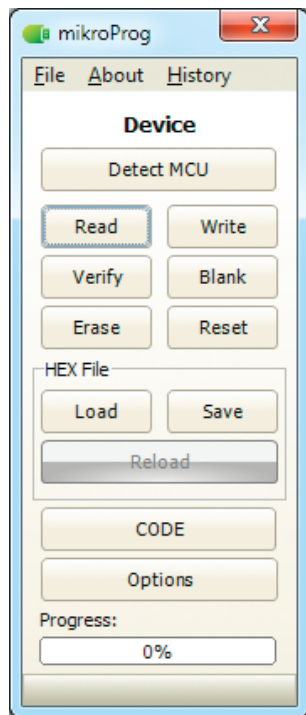 mikroProg
File About History
Device
Detect MCU
Read Write
Verify Blank
Erase Reset
HEX File
Load Save
Reload
CODE
Options
Progress:
0%